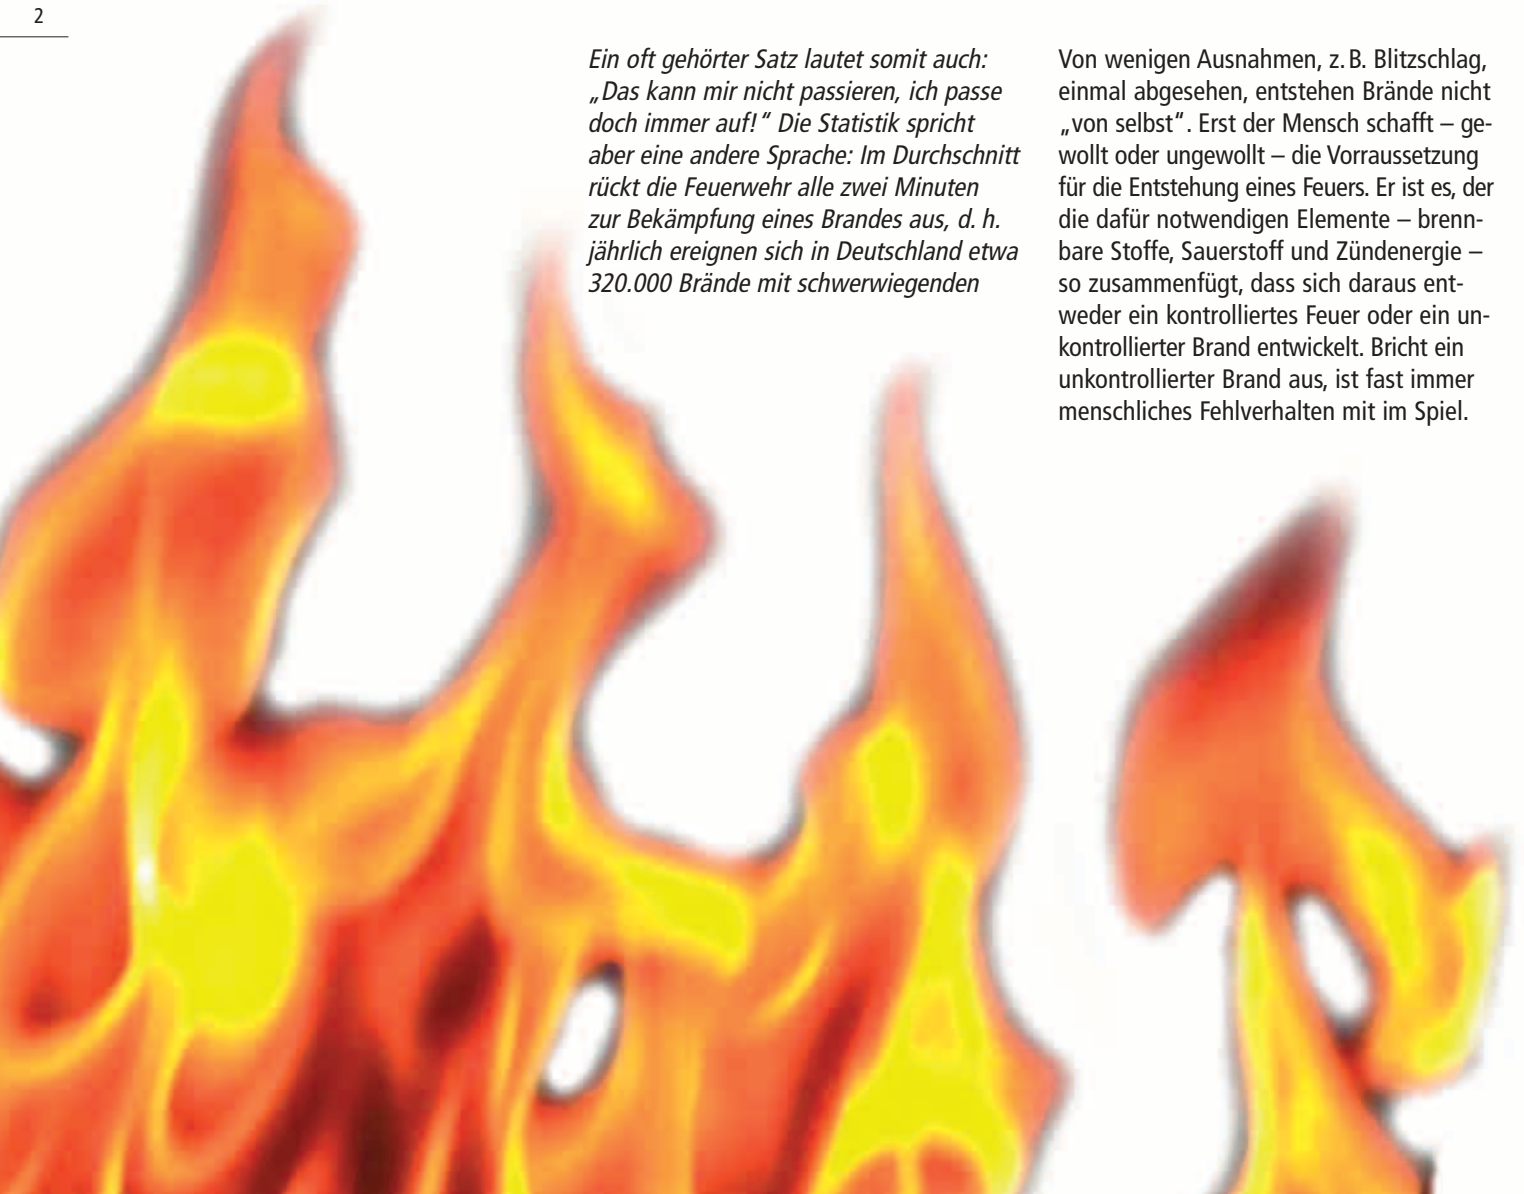 2
Ein oft gehörter Satz lautet somit auch:
„Das kann mir nicht passieren, ich passe
doch immer auf!“ Die Statistik spricht
aber eine andere Sprache: Im Durchschnitt
rückt die Feuerwehr alle zwei Minuten
zur Bekämpfung eines Brandes aus, d. h.
jährlich ereignen sich in Deutschland etwa
320.000 Brände mit schwerwiegenden
Von wenigen Ausnahmen, z. B. Blitzschlag,
einmal abgesehen, entstehen Brände nicht
„von selbst“. Erst der Mensch schafft – ge-
wollt oder ungewollt – die Vorraussetzung
für die Entstehung eines Feuers. Er ist es, der
die dafür notwendigen Elemente – brenn-
bare Stoffe, Sauerstoff und Zündenergie –
so zusammenfügt, dass sich daraus ent-
weder ein kontrolliertes Feuer oder ein un-
kontrollierter Brand entwickelt. Bricht ein
unkontrollierter Brand aus, ist fast immer
menschliches Fehlverhalten mit im Spiel.